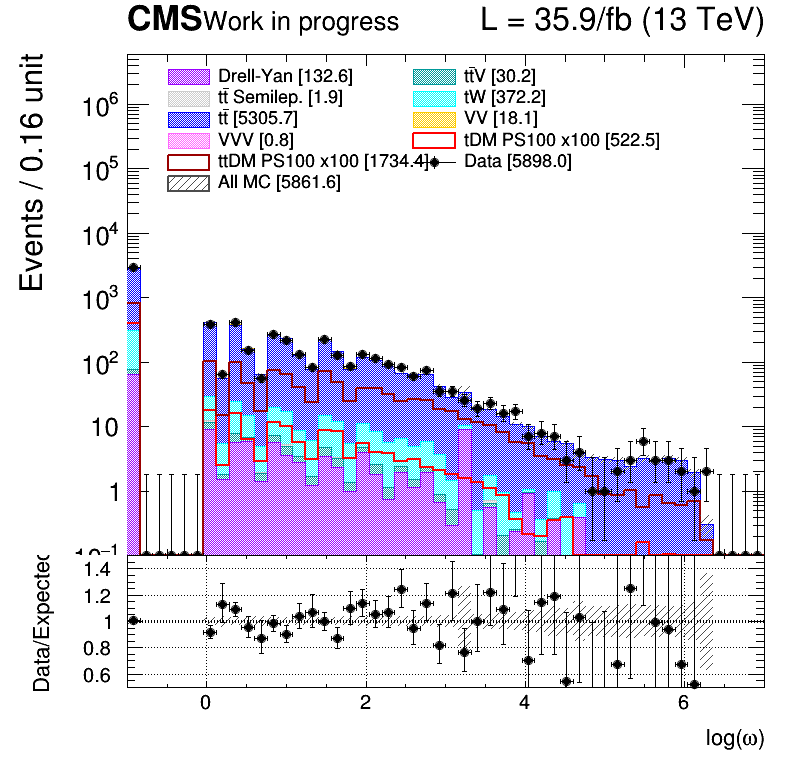 CMS Work in progress L = 35.9/fb (13 TeV)
Events / 0.16 unit
Drell-Yan [132.6] tt̄V [30.2]
tt̄ Semilep. [1.9] tW [372.2]
tt̄ [5305.7] VV [18.1]
VVV [0.8] tDM PS100 x100 [522.5]
ttDM PS100 x100 [1734.4] Data [5898.0]
All MC [5861.6]
10⁶
10⁵
10⁴
10³
10²
10
1
10⁻¹
Data/Expected
1.4
1.2
1
0.8
0.6
0 2 4 6
log(ω)